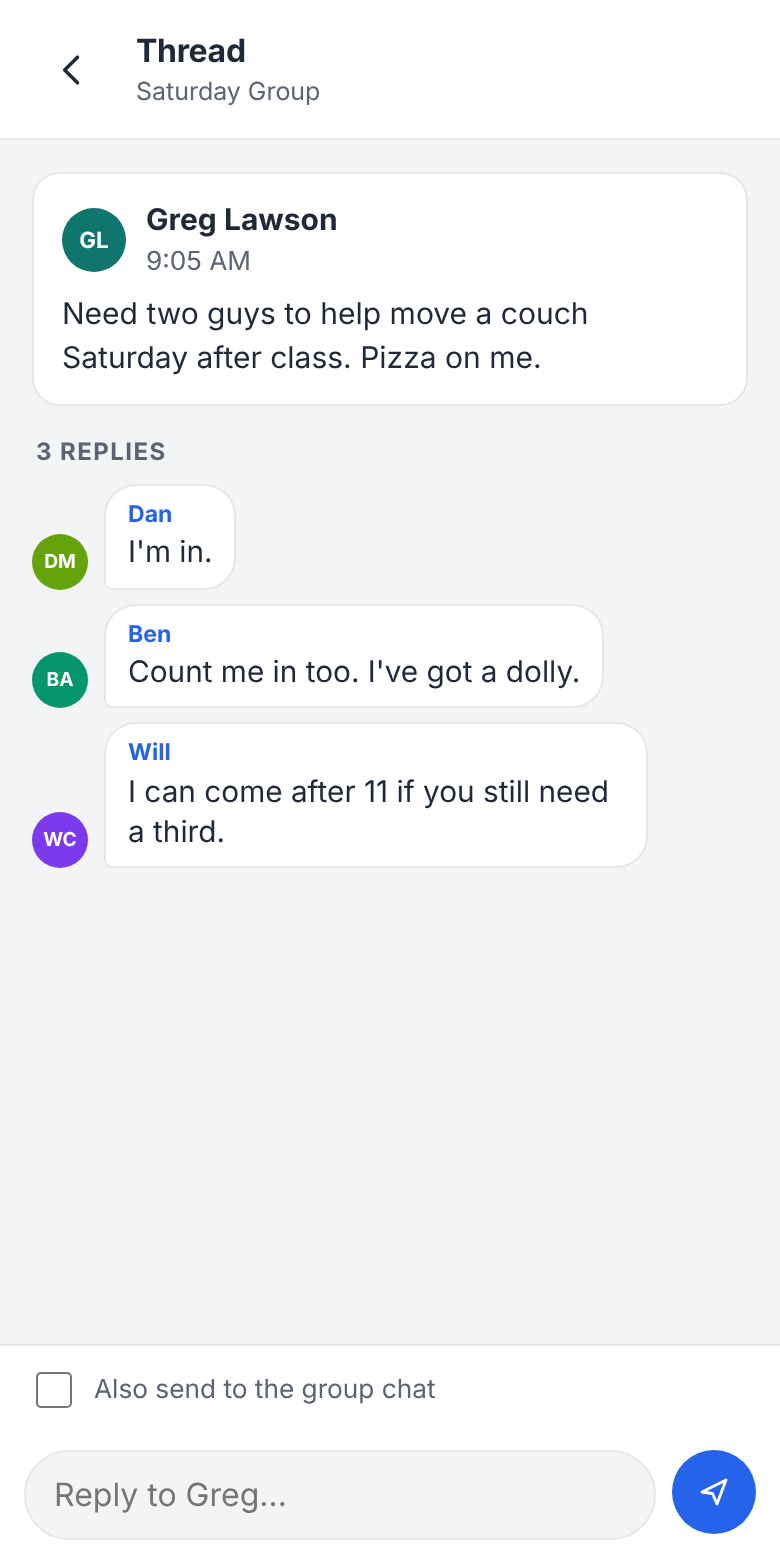 Thread
Saturday Group
GL
Greg Lawson
9:05 AM
Need two guys to help move a couch
Saturday after class. Pizza on me.
3 REPLIES
Dan
DM
I'm in.
Ben
BA
Count me in too. I've got a dolly.
Will
I can come after 11 if you still need
WC
a third.
Also send to the group chat
Reply to Greg...